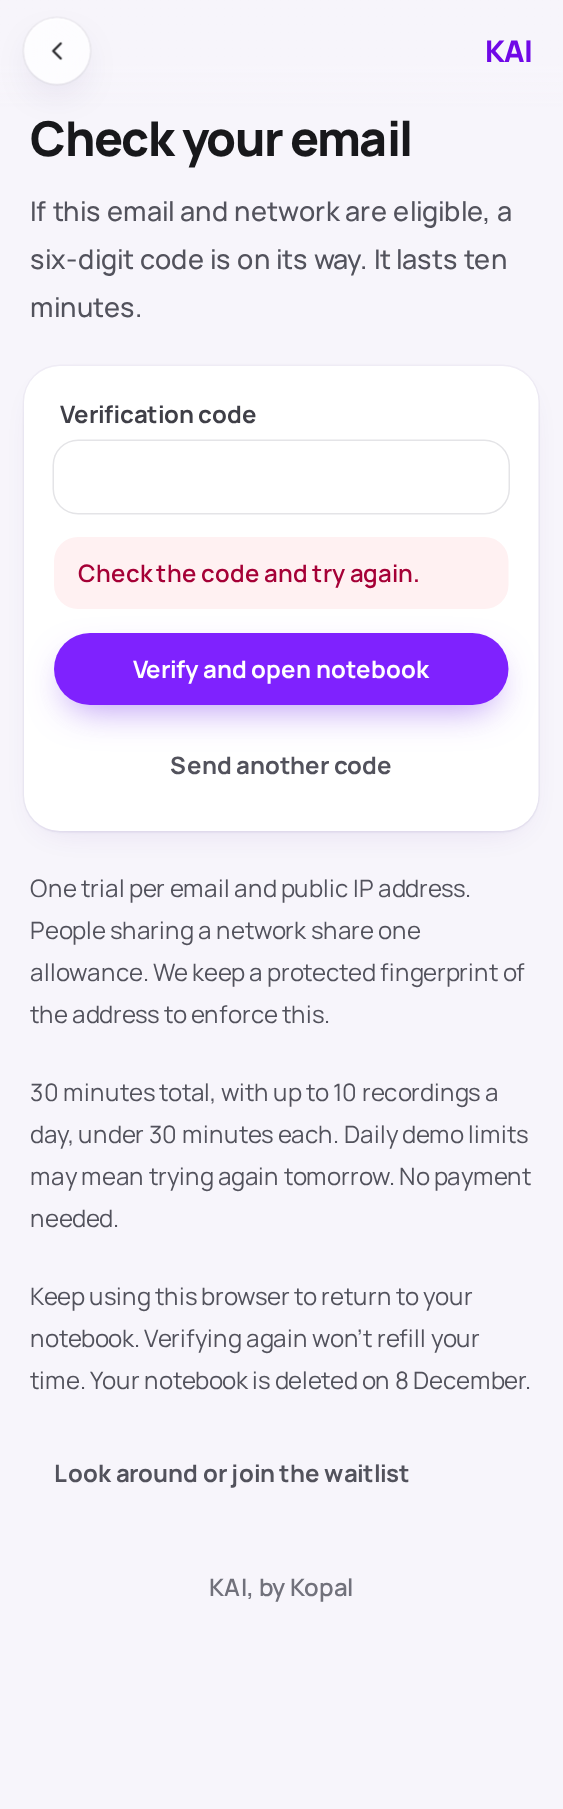 KAI
Check your email
If this email and network are eligible, a
six-digit code is on its way. It lasts ten
minutes.
Verification code
Check the code and try again.
Verify and open notebook
Send another code
One trial per email and public IP address.
People sharing a network share one
allowance. We keep a protected fingerprint of
the address to enforce this.
30 minutes total, with up to 10 recordings a
day, under 30 minutes each. Daily demo limits
may mean trying again tomorrow. No payment
needed.
Keep using this browser to return to your
notebook. Verifying again won’t refill your
time. Your notebook is deleted on 8 December.
Look around or join the waitlist
KAI, by Kopal